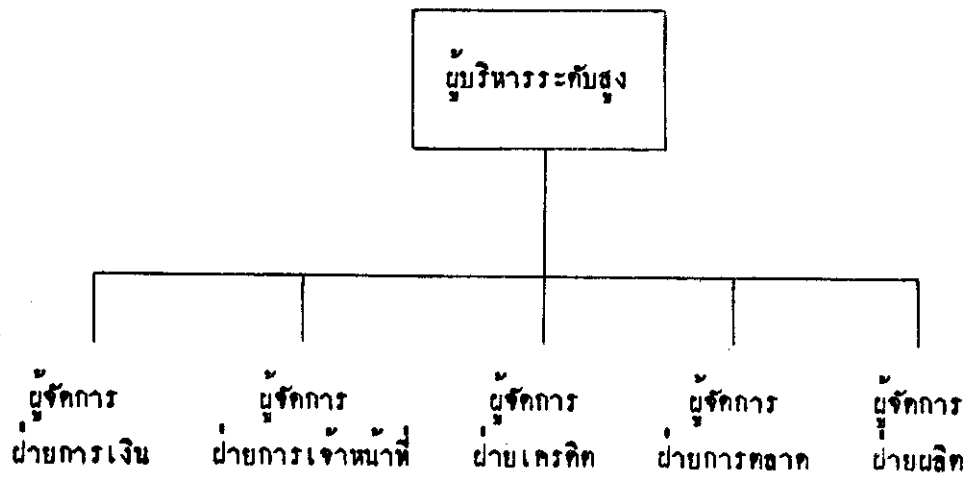 ผู้บริหารระดับสูง
ผู้จัดการ
ฝ่ายการเงิน
ผู้จัดการ
ฝ่ายการเจ้าหน้าที่
ผู้จัดการ
ฝ่ายเครดิต
ผู้จัดการ
ฝ่ายการตลาด
ผู้จัดการ
ฝ่ายผลิต